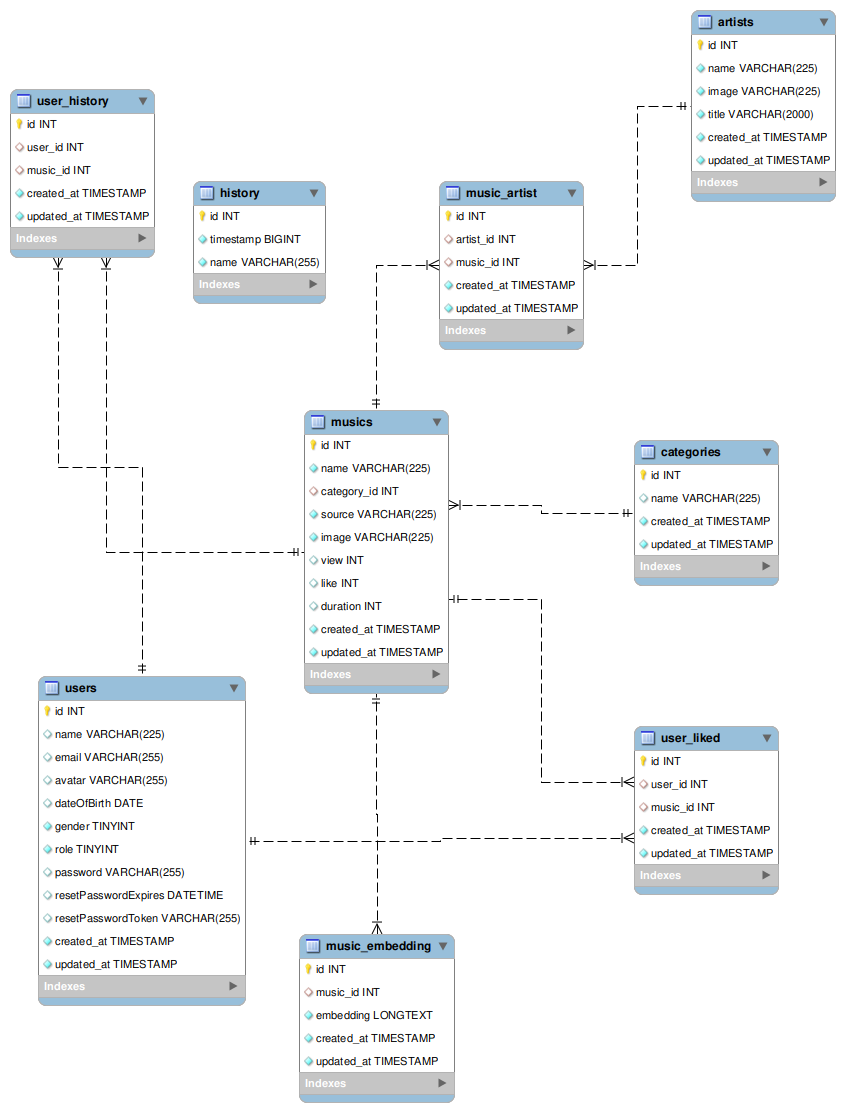 artists
id INT
name VARCHAR(225)
image VARCHAR(225)
title VARCHAR(2000)
created_at TIMESTAMP
updated_at TIMESTAMP
Indexes
user_history
id INT
user_id INT
music_id INT
created_at TIMESTAMP
updated_at TIMESTAMP
Indexes
history
id INT
timestamp BIGINT
name VARCHAR(255)
Indexes
music_artist
id INT
artist_id INT
music_id INT
created_at TIMESTAMP
updated_at TIMESTAMP
Indexes
musics
id INT
name VARCHAR(225)
category_id INT
source VARCHAR(225)
image VARCHAR(225)
view INT
like INT
duration INT
created_at TIMESTAMP
updated_at TIMESTAMP
Indexes
categories
id INT
name VARCHAR(225)
created_at TIMESTAMP
updated_at TIMESTAMP
Indexes
users
id INT
name VARCHAR(225)
email VARCHAR(255)
avatar VARCHAR(255)
dateOfBirth DATE
gender TINYINT
role TINYINT
password VARCHAR(255)
resetPasswordExpires DATETIME
resetPasswordToken VARCHAR(255)
created_at TIMESTAMP
updated_at TIMESTAMP
Indexes
user_liked
id INT
user_id INT
music_id INT
created_at TIMESTAMP
updated_at TIMESTAMP
Indexes
music_embedding
id INT
music_id INT
embedding LONGTEXT
created_at TIMESTAMP
updated_at TIMESTAMP
Indexes